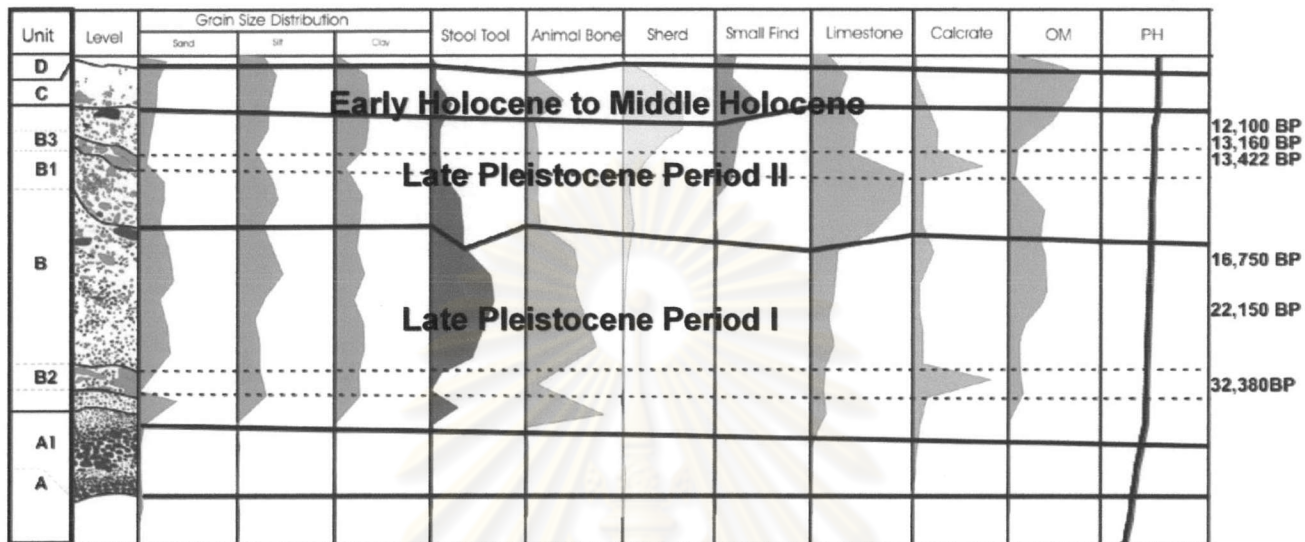 Unit Level Grain Size Distribution Stool Tool Animal Bone Sherd Small Find Limestone Calcrate OM PH
Sand Silt Clay
D
C
Early Holocene to Middle Holocene
12,100 BP
B3
13,160 BP
13,422 BP
B1
Late Pleistocene Period II
B
16,750 BP
22,150 BP
Late Pleistocene Period I
B2
32,380BP
A1
A